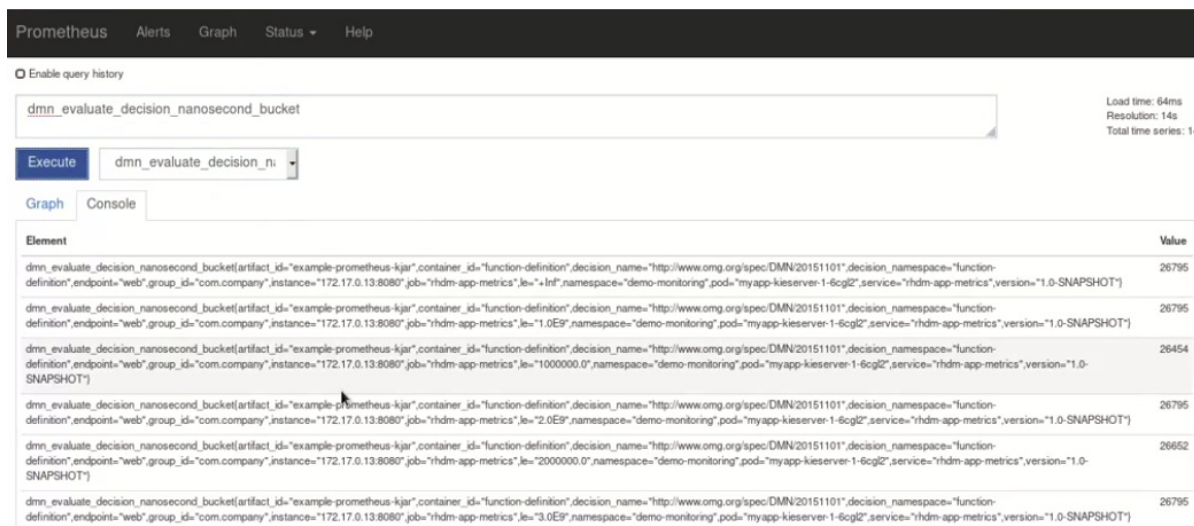 Prometheus Alerts Graph Status Help
Enable query history
dmn_evaluate_decision_nanosecond_bucket
Load time: 64ms
Resolution: 14s
Total time series:
Execute dmn_evaluate_decision_n
Graph Console
Element Value
dmn_evaluate_decision_nanosecond_bucket{artifact_id="example-prometheus-kjar",container_id="function-definition",decision_name="http://www.omg.org/spec/DMN/20151101",decision_namespace="function- 26795
definition",endpoint="web",group_id="com.company",instance="172.17.0.13:8080",job="rhdm-app-metrics",le="+Inf",namespace="demo-monitoring",pod="myapp-kieserver-1-6cgl2",service="rhdm-app-metrics",version="1.0-SNAPSHOT"}
dmn_evaluate_decision_nanosecond_bucket{artifact_id="example-prometheus-kjar",container_id="function-definition",decision_name="http://www.omg.org/spec/DMN/20151101",decision_namespace="function- 26795
definition",endpoint="web",group_id="com.company",instance="172.17.0.13:8080",job="rhdm-app-metrics",le="1.0E9",namespace="demo-monitoring",pod="myapp-kieserver-1-6cgl2",service="rhdm-app-metrics",version="1.0-SNAPSHOT"}
dmn_evaluate_decision_nanosecond_bucket{artifact_id="example-prometheus-kjar",container_id="function-definition",decision_name="http://www.omg.org/spec/DMN/20151101",decision_namespace="function- 26454
definition",endpoint="web",group_id="com.company",instance="172.17.0.13:8080",job="rhdm-app-metrics",le="1000000.0",namespace="demo-monitoring",pod="myapp-kieserver-1-6cgl2",service="rhdm-app-metrics",version="1.0-
SNAPSHOT"}
dmn_evaluate_decision_nanosecond_bucket{artifact_id="example-prometheus-kjar",container_id="function-definition",decision_name="http://www.omg.org/spec/DMN/20151101",decision_namespace="function- 26795
definition",endpoint="web",group_id="com.company",instance="172.17.0.13:8080",job="rhdm-app-metrics",le="2.0E9",namespace="demo-monitoring",pod="myapp-kieserver-1-6cgl2",service="rhdm-app-metrics",version="1.0-SNAPSHOT"}
dmn_evaluate_decision_nanosecond_bucket{artifact_id="example-prometheus-kjar",container_id="function-definition",decision_name="http://www.omg.org/spec/DMN/20151101",decision_namespace="function- 26652
definition",endpoint="web",group_id="com.company",instance="172.17.0.13:8080",job="rhdm-app-metrics",le="2000000.0",namespace="demo-monitoring",pod="myapp-kieserver-1-6cgl2",service="rhdm-app-metrics",version="1.0-
SNAPSHOT"}
dmn_evaluate_decision_nanosecond_bucket{artifact_id="example-prometheus-kjar",container_id="function-definition",decision_name="http://www.omg.org/spec/DMN/20151101",decision_namespace="function- 26795
definition",endpoint="web",group_id="com.company",instance="172.17.0.13:8080",job="rhdm-app-metrics",le="3.0E9",namespace="demo-monitoring",pod="myapp-kieserver-1-6cgl2",service="rhdm-app-metrics",version="1.0-SNAPSHOT"}